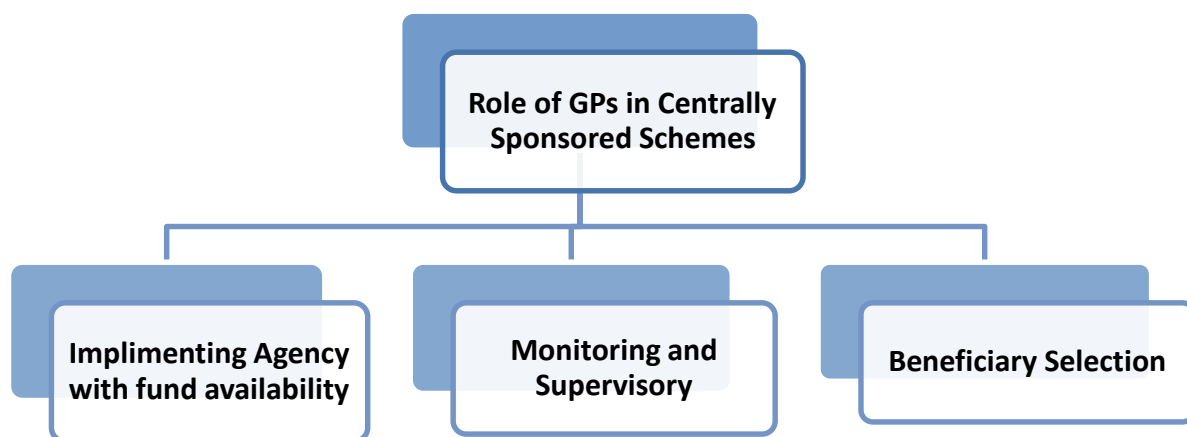 Role of GPs in Centrally
Sponsored Schemes
Implimenting Agency
with fund availability
Monitoring and
Supervisory
Beneficiary Selection